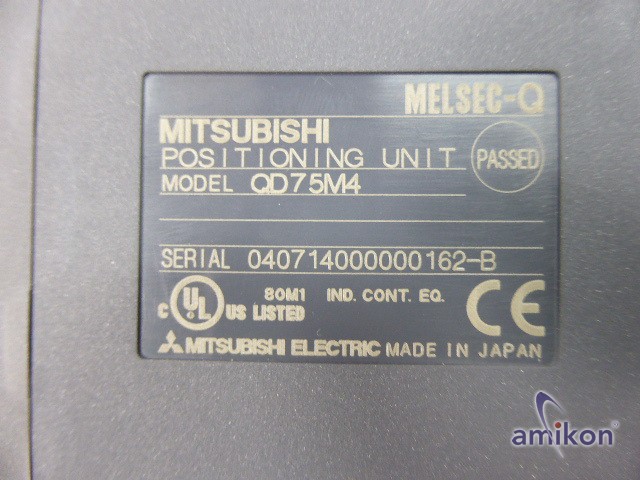 MELSEC-Q
MITSUBISHI
POSITIONING UNIT PASSED
MODEL QD75M4
SERIAL 040714000000162-B
C UL US LISTED 80M1 IND. CONT. EQ. CE
MITSUBISHI ELECTRIC MADE IN JAPAN
amikon